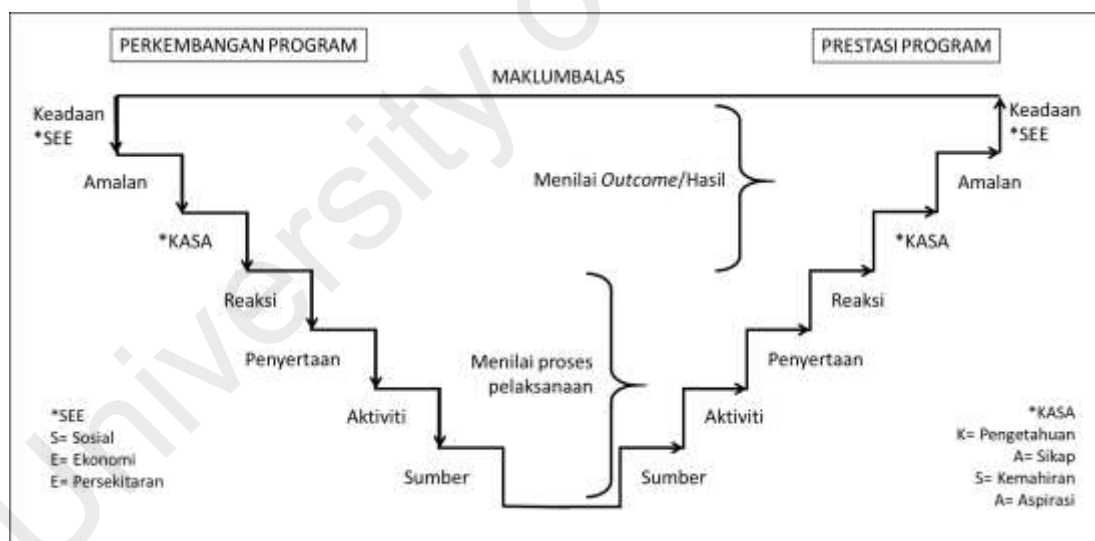 PERKEMBANGAN PROGRAM
PRESTASI PROGRAM
MAKLUMBALAS
Keadaan
*SEE
Keadaan
*SEE
Amalan
Menilai Outcome/Hasil
Amalan
*KASA
*KASA
Reaksi
Reaksi
Penyertaan
Menilai proses
pelaksanaan
Penyertaan
Aktiviti
Aktiviti
Sumber
Sumber
*SEE
S= Sosial
E= Ekonomi
E= Persekitaran
*KASA
K= Pengetahuan
A= Sikap
S= Kemahiran
A= Aspirasi
University o